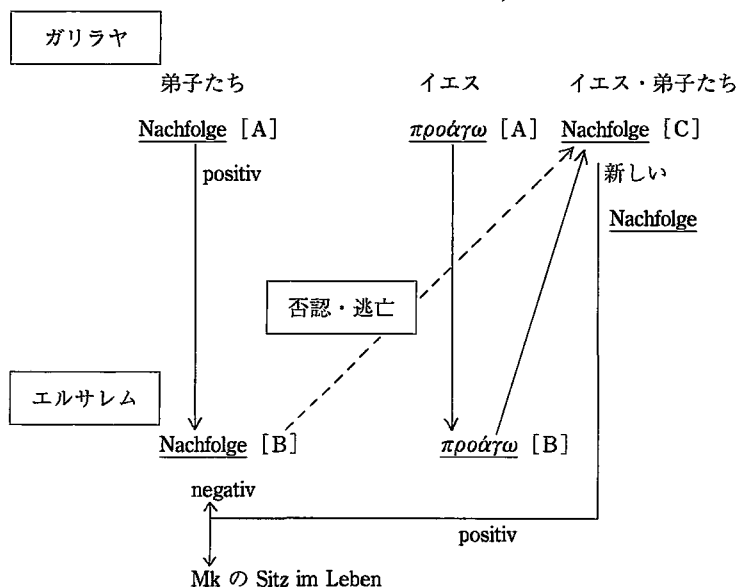 ガリラヤ
弟子たち イエス イエス・弟子たち
Nachfolge [A] προάγω [A] Nachfolge [C]
positiv 新しい
Nachfolge
否認・逃亡
エルサレム
Nachfolge [B] προάγω [B]
negativ
positiv
Mk の Sitz im Leben